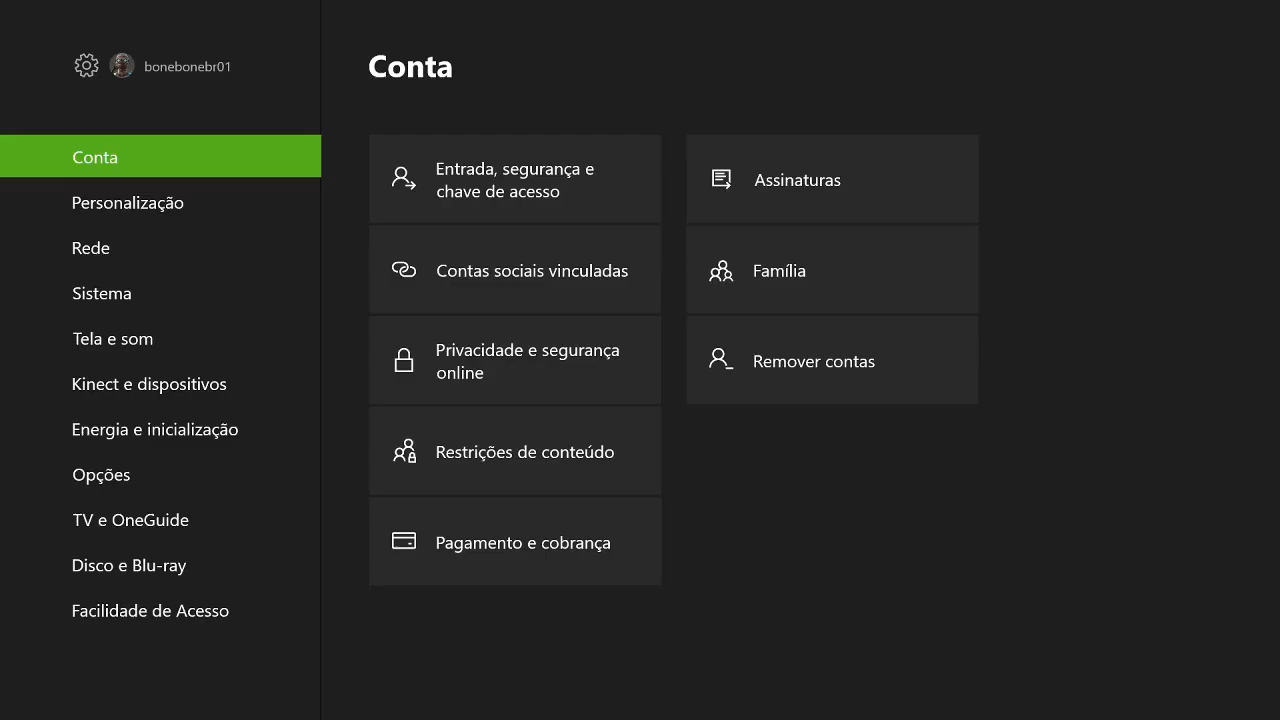 bonebonebr01
Conta
Personalização
Rede
Sistema
Tela e som
Kinect e dispositivos
Energia e inicialização
Opções
TV e OneGuide
Disco e Blu-ray
Facilidade de Acesso
Conta
Entrada, segurança e
chave de acesso
Contas sociais vinculadas
Privacidade e segurança
online
Restrições de conteúdo
Pagamento e cobrança
Assinaturas
Família
Remover contas